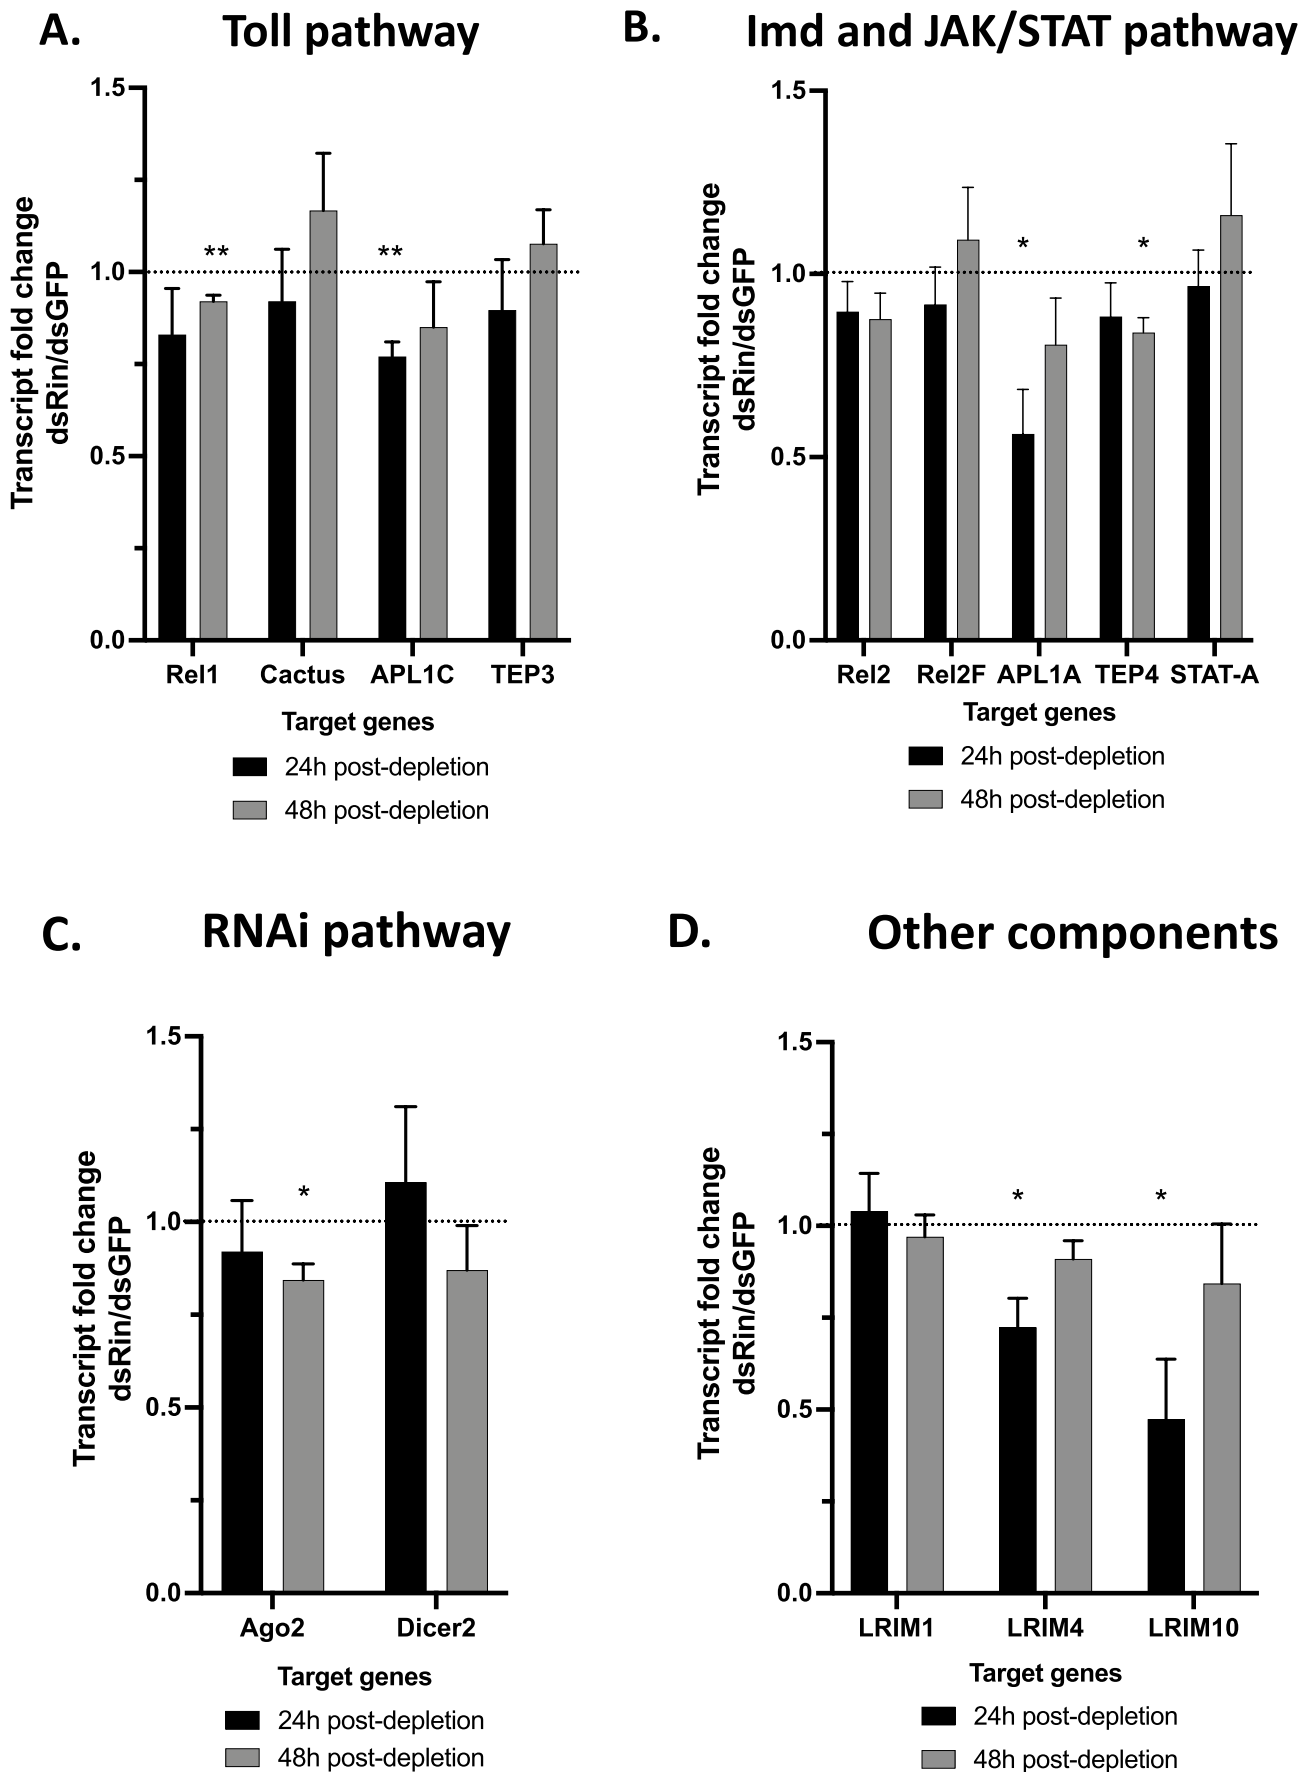 A.
Toll pathway
1.5
1.0
0.5
0.0
Transcript fold change
dsRin/dsGFP
**
**
Rel1 Cactus APL1C TEP3
Target genes
24h post-depletion
48h post-depletion
B.
Imd and JAK/STAT pathway
1.5
1.0
0.5
0.0
Transcript fold change
dsRin/dsGFP
*
*
Rel2 Rel2F APL1A TEP4 STAT-A
Target genes
24h post-depletion
48h post-depletion
C.
RNAi pathway
1.5
1.0
0.5
0.0
Transcript fold change
dsRin/dsGFP
*
Ago2 Dicer2
Target genes
24h post-depletion
48h post-depletion
D.
Other components
1.5
1.0
0.5
0.0
Transcript fold change
dsRin/dsGFP
*
*
LRIM1 LRIM4 LRIM10
Target genes
24h post-depletion
48h post-depletion